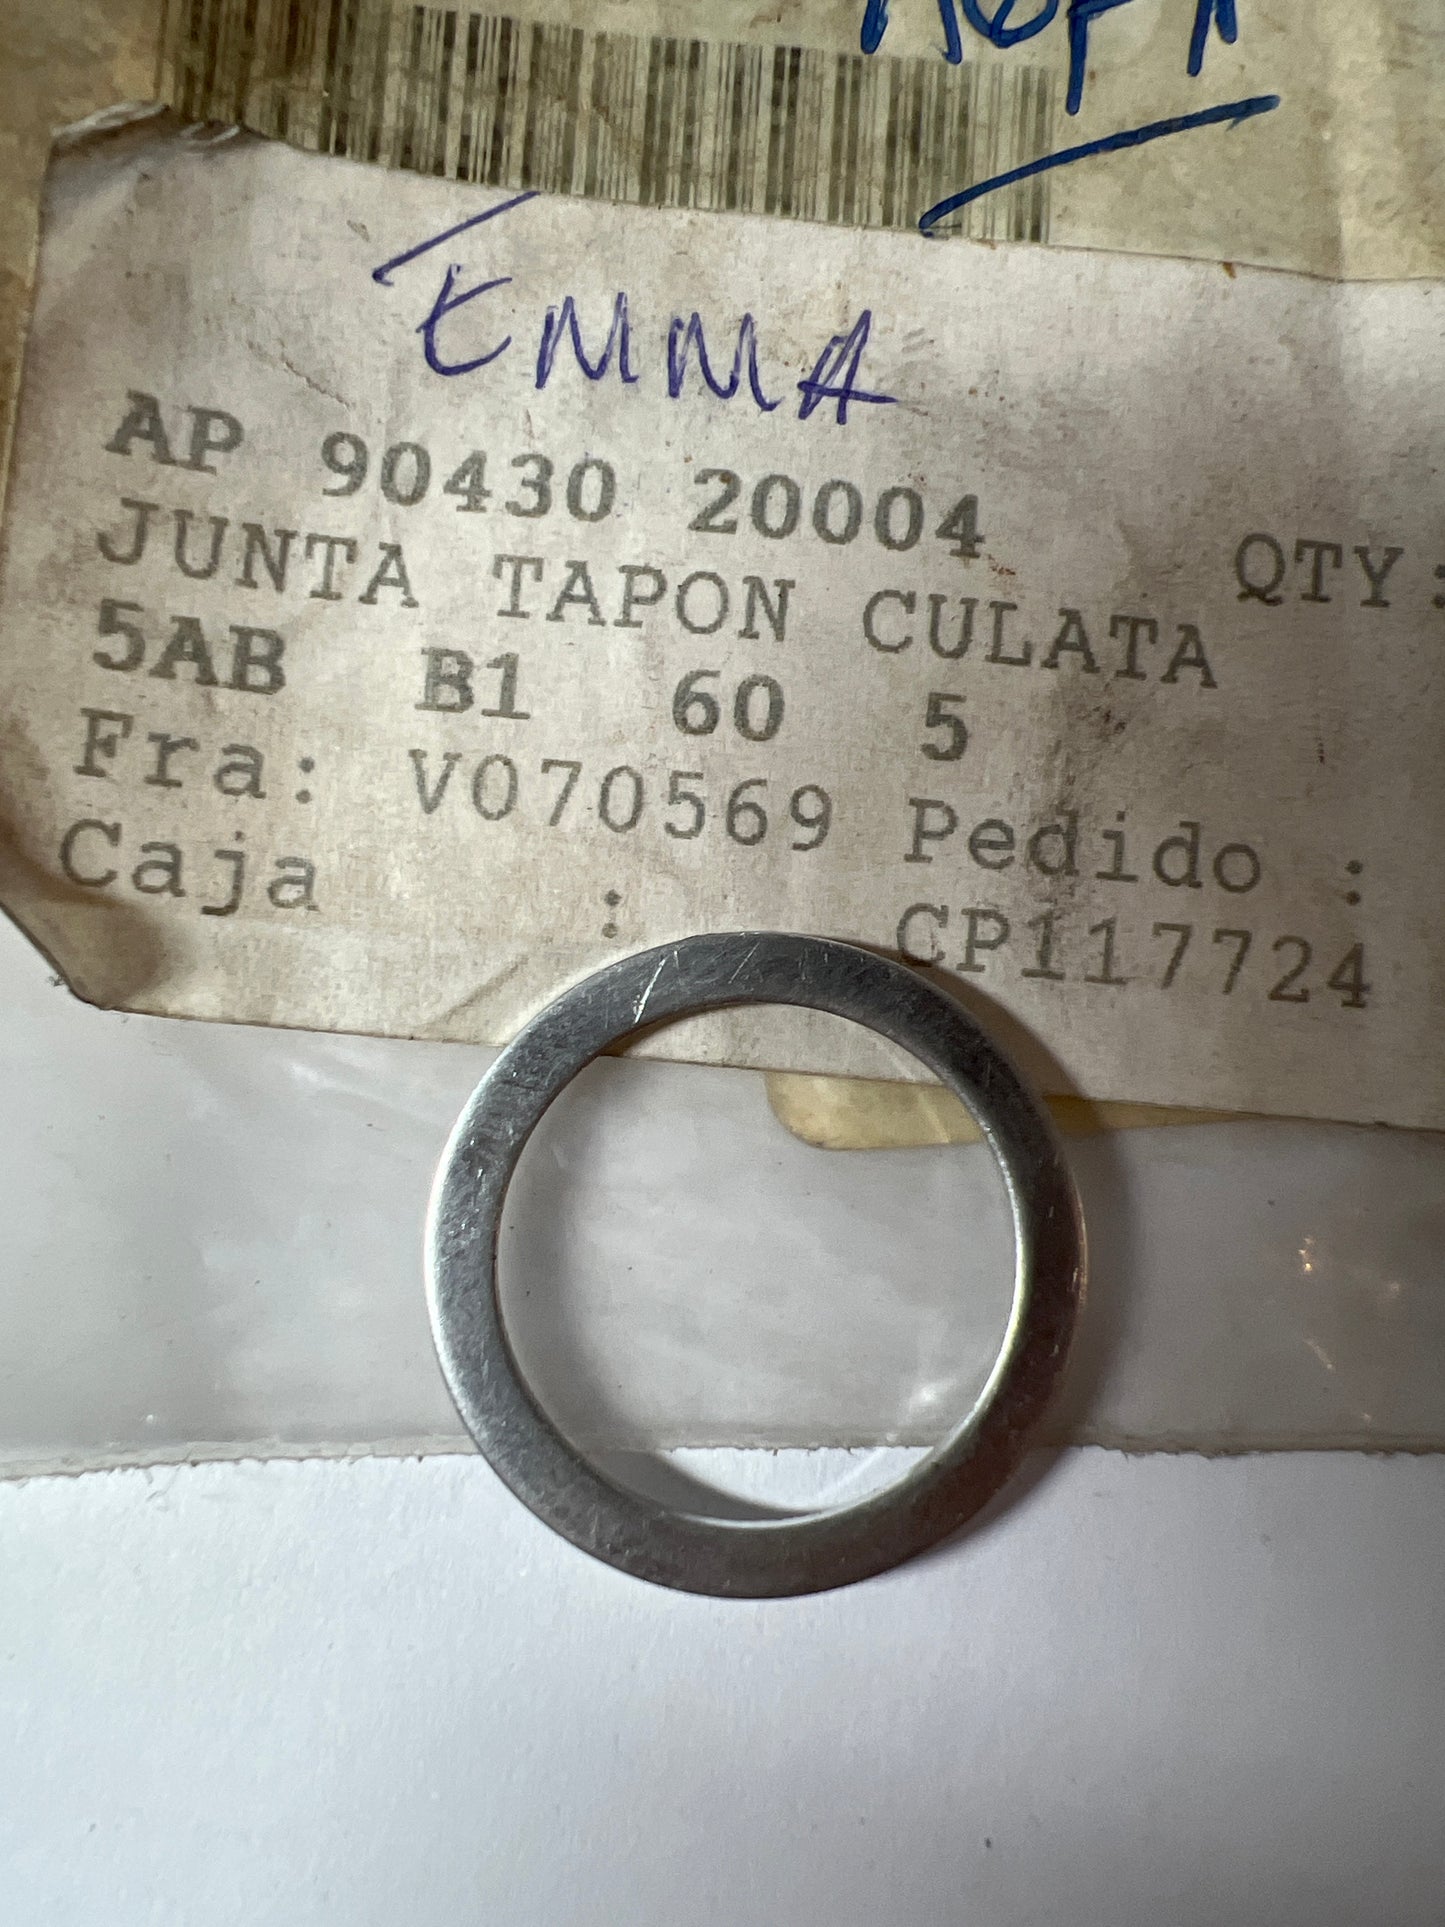 EMMA
AP 90430 20004 QTY:
JUNTA TAPON CULATA
5AB B1 60 5
Fra: V070569 Pedido :
Caja : CP117724